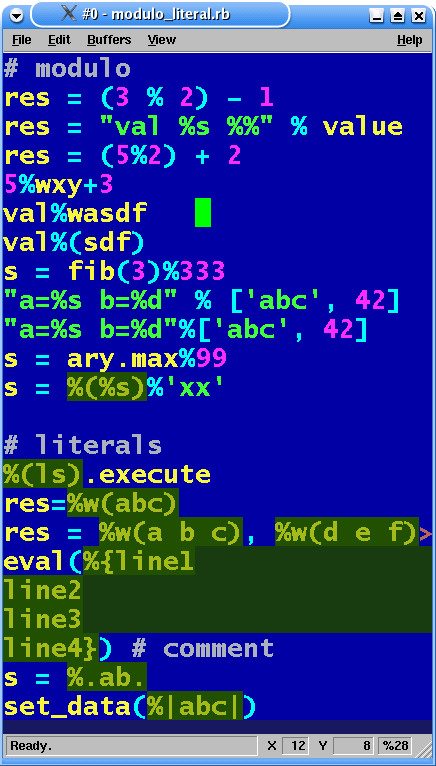 #0 - modulo_literal.rb
File Edit Buffers View Help
# modulo
res = (3 % 2) - 1
res = "val %s %%" % value
res = (5%2) + 2
5%wxy+3
val%wasdf
val%(sdf)
s = fib(3)%333
"a=%s b=%d" % ['abc', 42]
"a=%s b=%d"%['abc', 42]
s = ary.max%99
s = %(%s)%'xx'
# literals
%(ls).execute
res=%w(abc)
res = %w(a b c), %w(d e f)>
eval(%{line1
line2
line3
line4}) # comment
s = %.ab.
set_data(%|abc|)
Ready. X 12 Y 8 %28